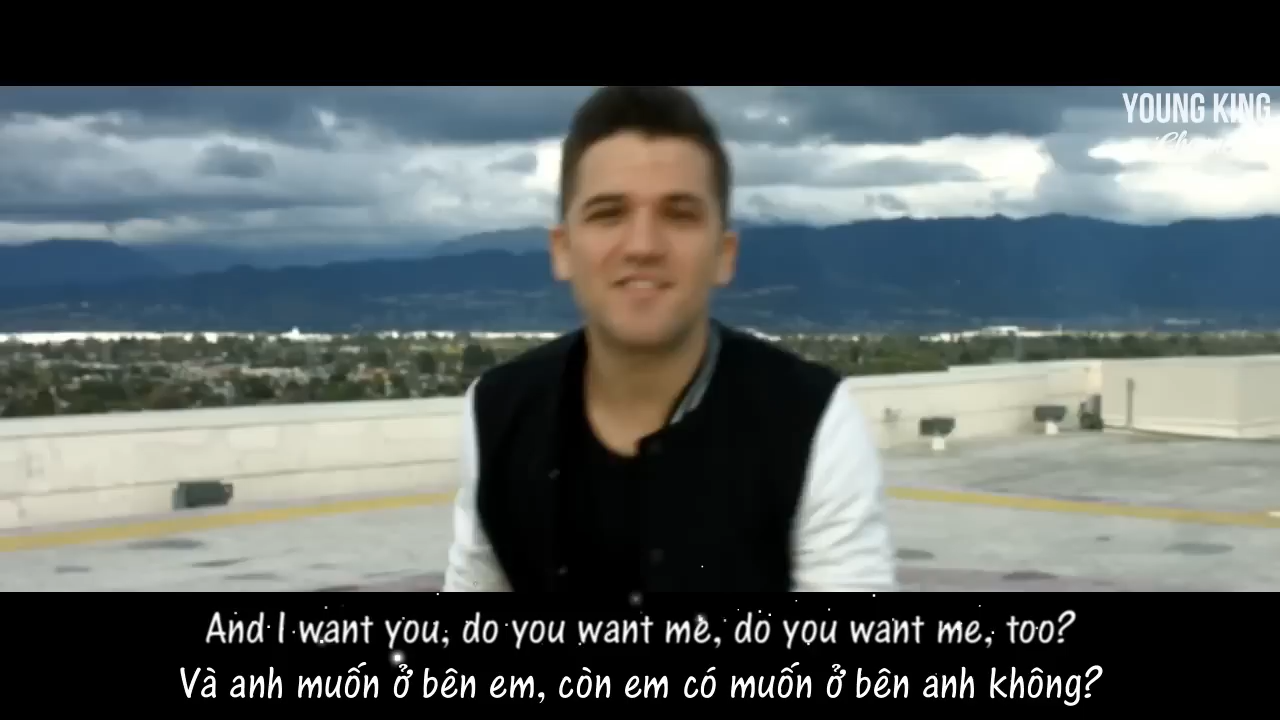 YOUNG KING
And I want you, do you want me, do you want me, too?
Và anh muốn ở bên em, còn em có muốn ở bên anh không?